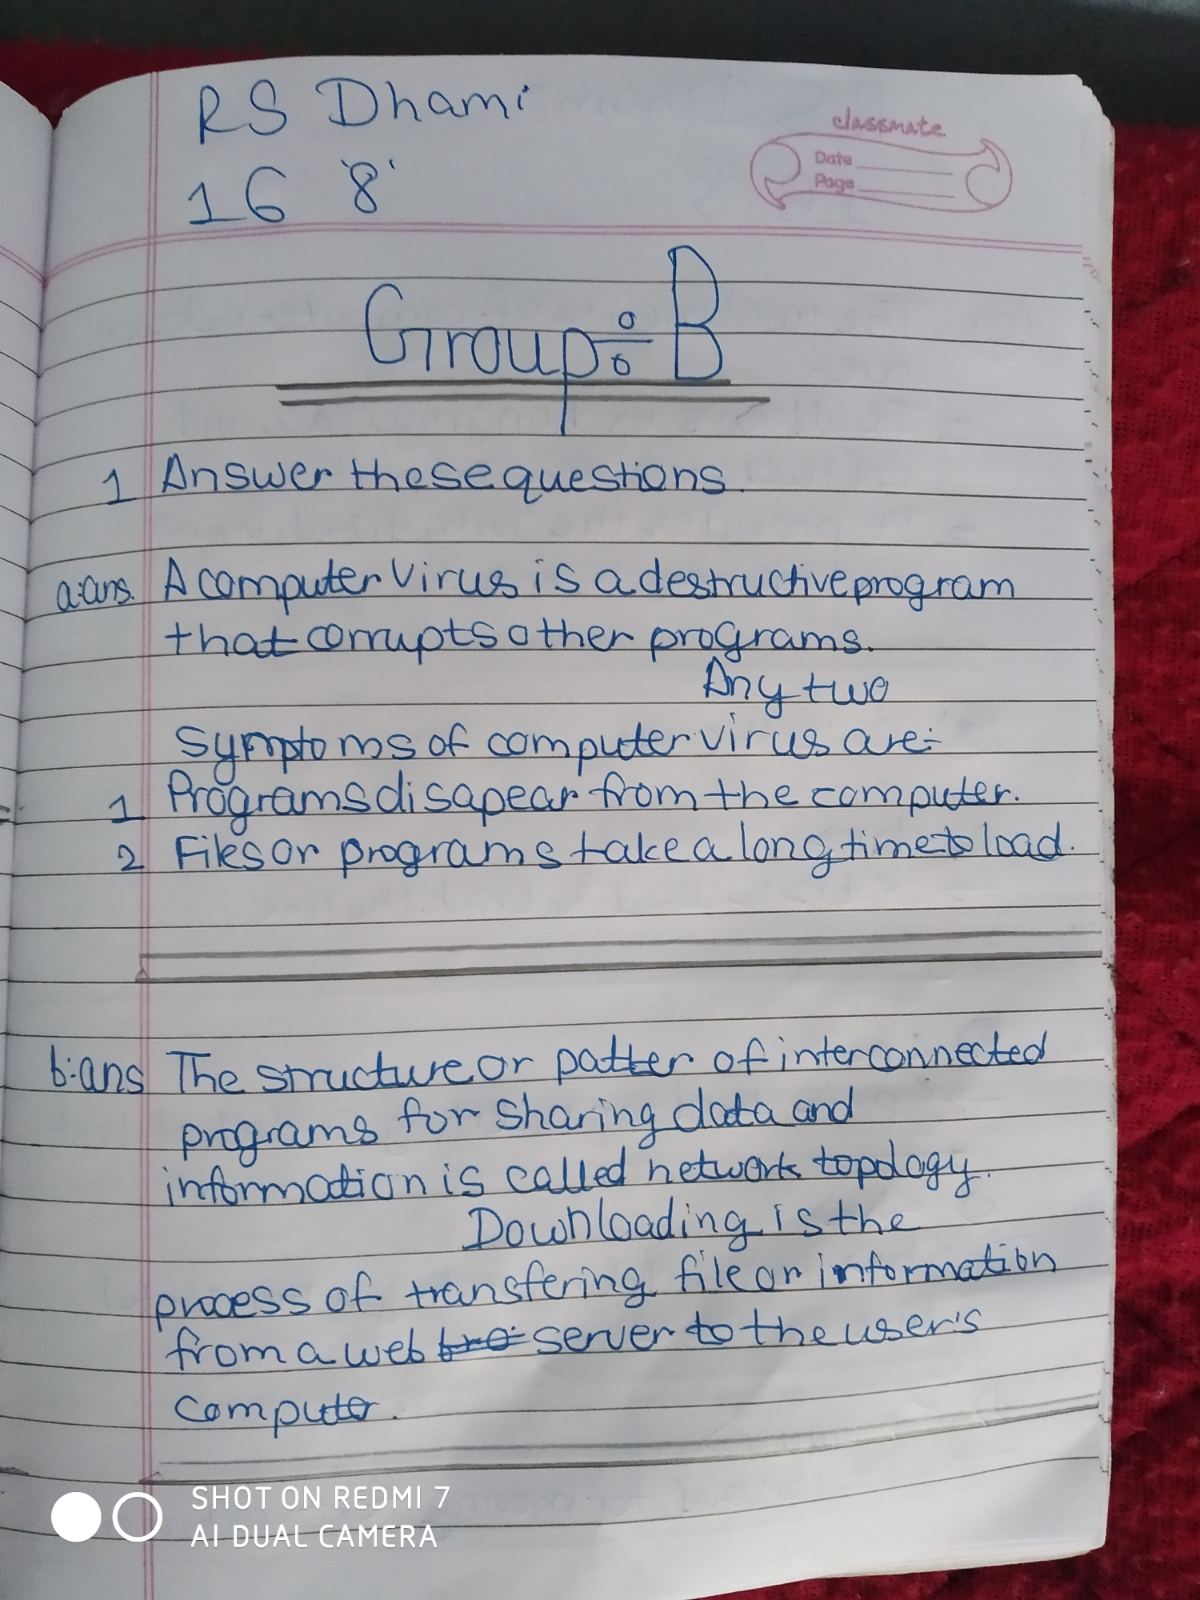 RS Dhami
16 '8'
classmate
Date
Page
Group ÷ B
1 Answer these questions.
a:ans. A computer virus is a destructive program
that corrupts other programs.
Any two
symptoms of computer virus are:-
1 Programs disapear from the computer.
2 Files or programs take a long time to load.
b:ans The structure or patter of interconnected
programs for sharing data and
information is called network topology.
Downloading is the
process of transfering file or information
from a web server to the user's
computer.
SHOT ON REDMI 7
AI DUAL CAMERA